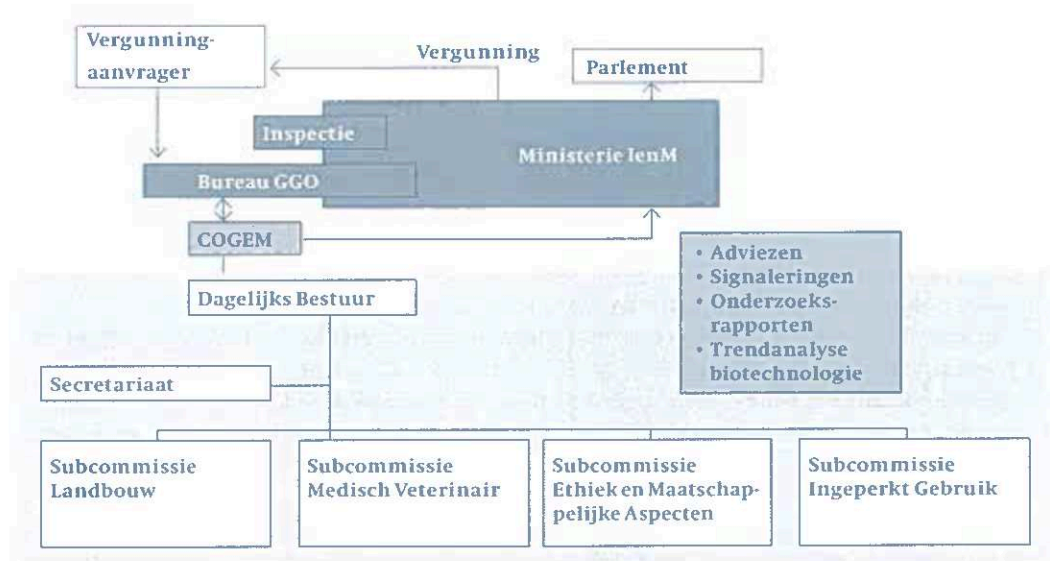 Vergunning-
aanvrager
Vergunning
Parlement
Inspectie
Ministerie IenM
Bureau GGO
COGEM
• Adviezen
• Signaleringen
• Onderzoeks-
rapporten
• Trendanalyse
biotechnologie
Dagelijks Bestuur
Secretariaat
Subcommissie
Landbouw
Subcommissie
Medisch Veterinair
Subcommissie
Ethiek en Maatschap-
pelijke Aspecten
Subcommissie
Ingeperkt Gebruik